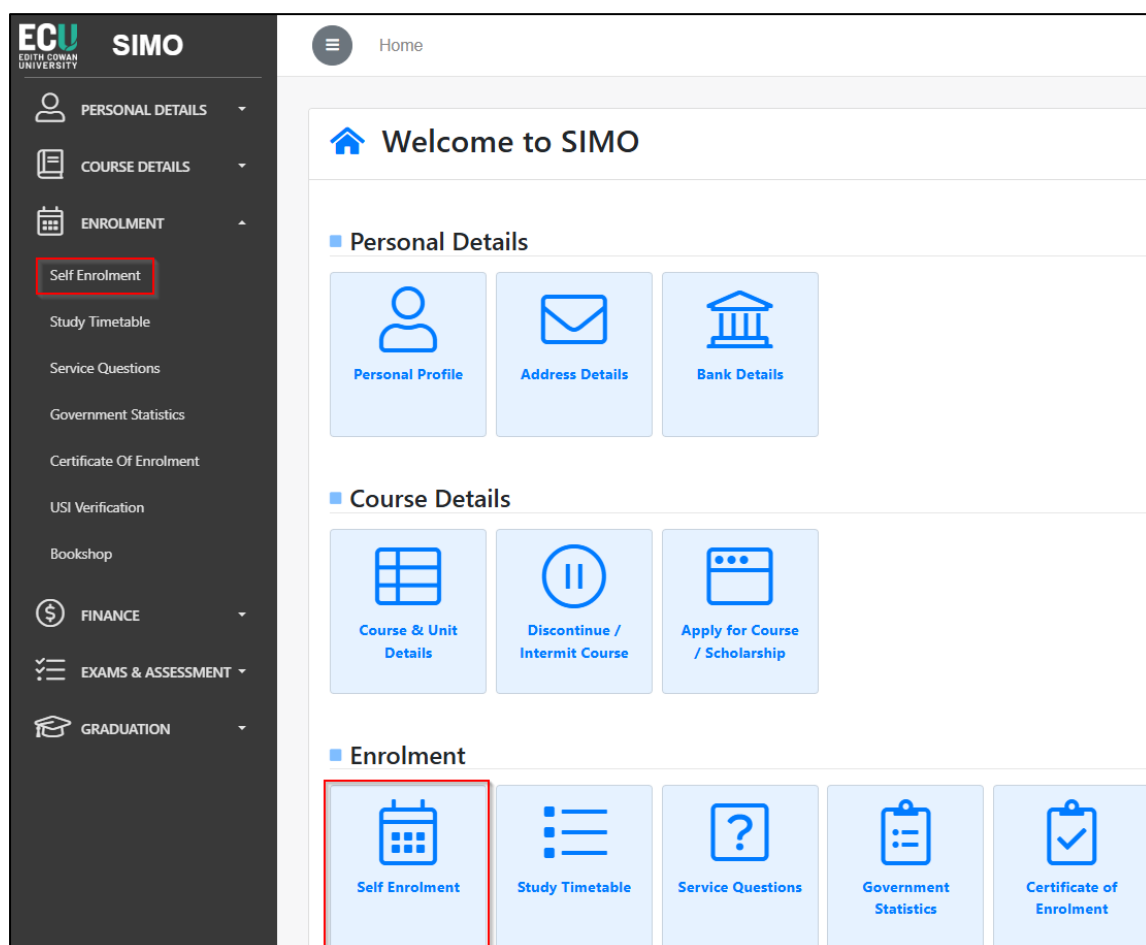 ECU
EDITH COWAN
UNIVERSITY
SIMO
PERSONAL DETAILS
COURSE DETAILS
ENROLMENT
Self Enrolment
Study Timetable
Service Questions
Government Statistics
Certificate Of Enrolment
USI Verification
Bookshop
FINANCE
EXAMS & ASSESSMENT
GRADUATION
Home
Welcome to SIMO
Personal Details
Personal Profile
Address Details
Bank Details
Course Details
Course & Unit
Details
Discontinue /
Intermit Course
Apply for Course
/ Scholarship
Enrolment
Self Enrolment
Study Timetable
Service Questions
Government
Statistics
Certificate of
Enrolment